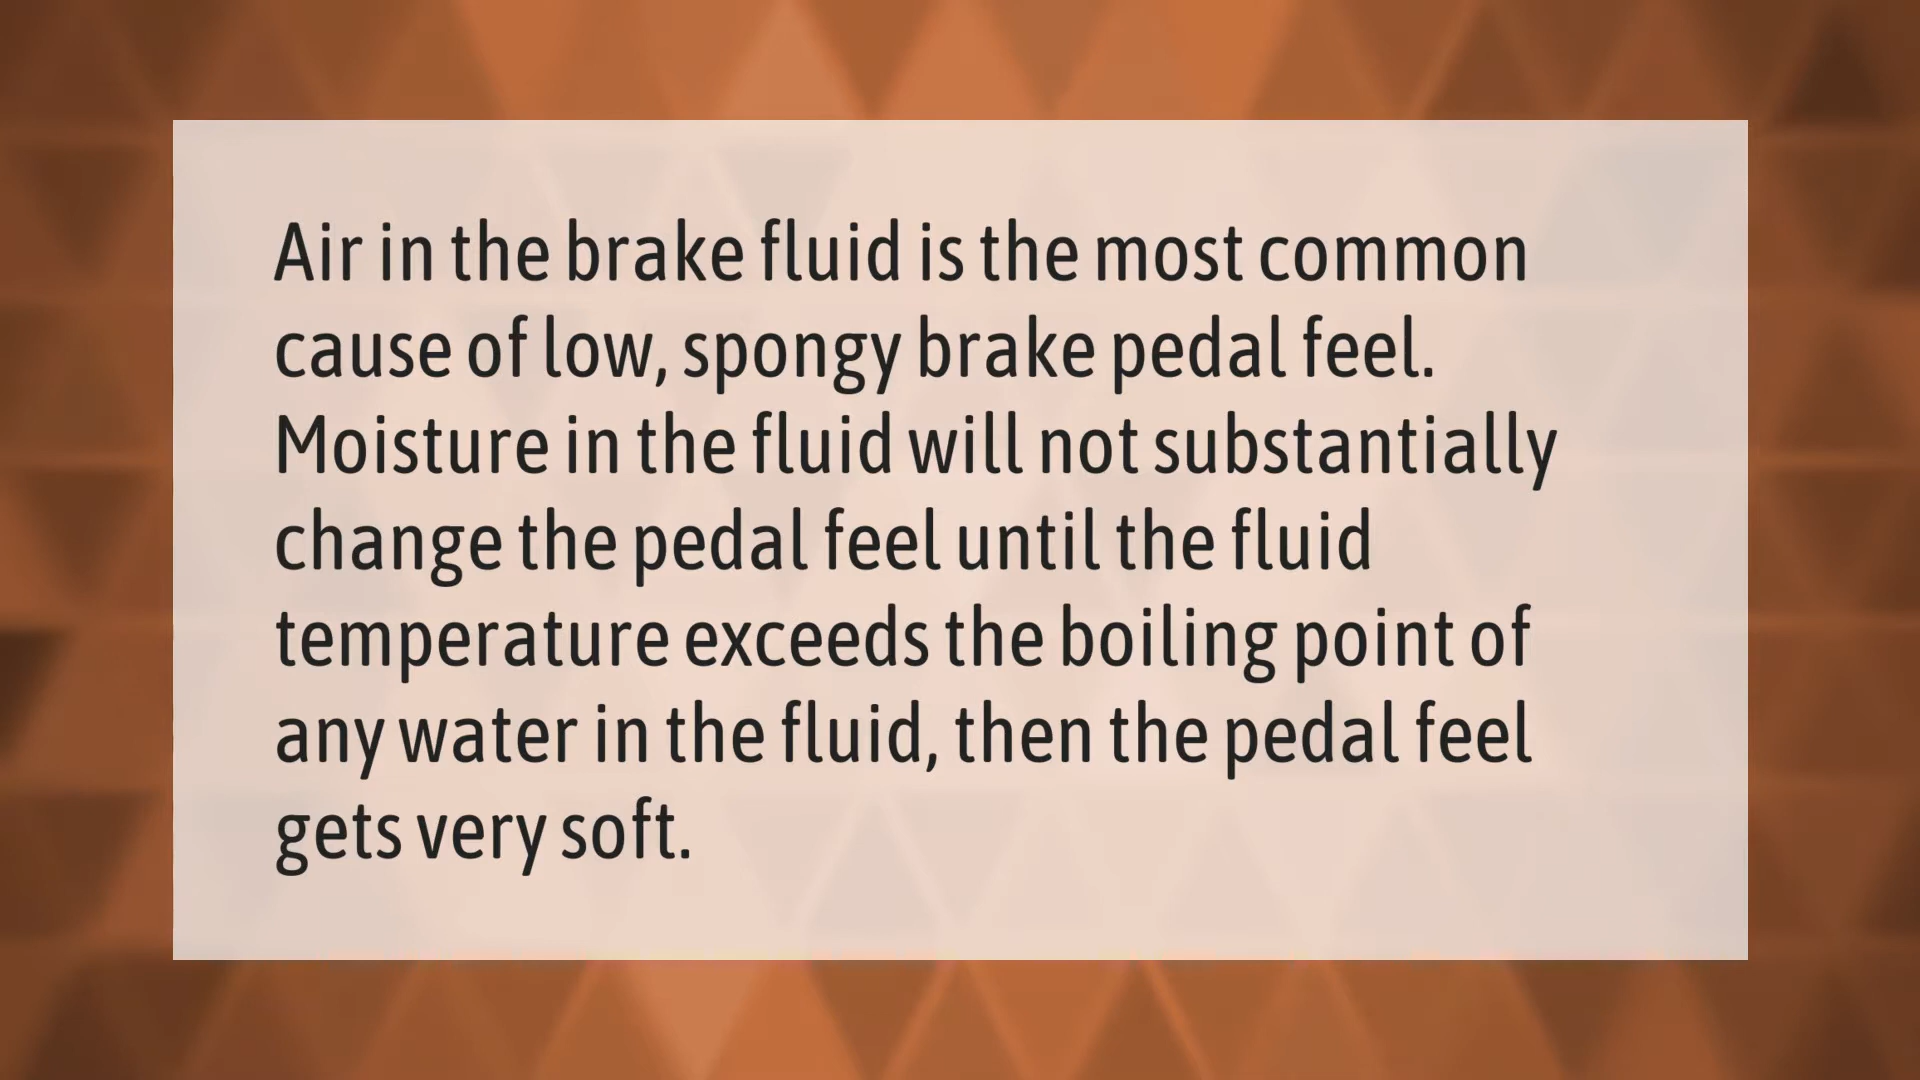 Air in the brake fluid is the most common
cause of low, spongy brake pedal feel.
Moisture in the fluid will not substantially
change the pedal feel until the fluid
temperature exceeds the boiling point of
any water in the fluid, then the pedal feel
gets very soft.